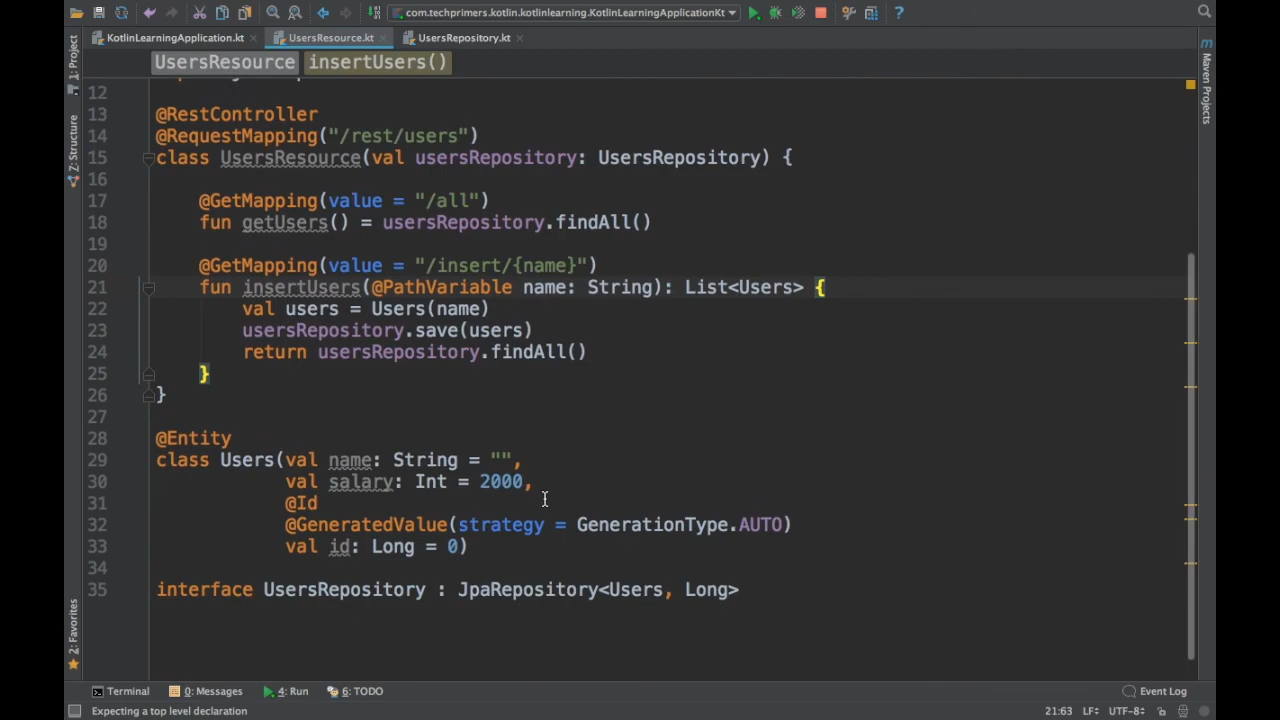 com.techprimers.kotlin.kotlinlearning.KotlinLearningApplicationKt
KotlinLearningApplication.kt
UsersResource.kt
UsersRepository.kt
UsersResource
insertUsers()
1: Project
Z: Structure
2: Favorites
Maven Projects
12
13 @RestController
14 @RequestMapping("/rest/users")
15 class UsersResource(val usersRepository: UsersRepository) {
16
17 @GetMapping(value = "/all")
18 fun getUsers() = usersRepository.findAll()
19
20 @GetMapping(value = "/insert/{name}")
21 fun insertUsers(@PathVariable name: String): List<Users> {
22 val users = Users(name)
23 usersRepository.save(users)
24 return usersRepository.findAll()
25 }
26 }
27
28 @Entity
29 class Users(val name: String = "",
30 val salary: Int = 2000,
31 @Id
32 @GeneratedValue(strategy = GenerationType.AUTO)
33 val id: Long = 0)
34
35 interface UsersRepository : JpaRepository<Users, Long>
Terminal
0: Messages
4: Run
6: TODO
Event Log
Expecting a top level declaration
21:63
LF
UTF-8